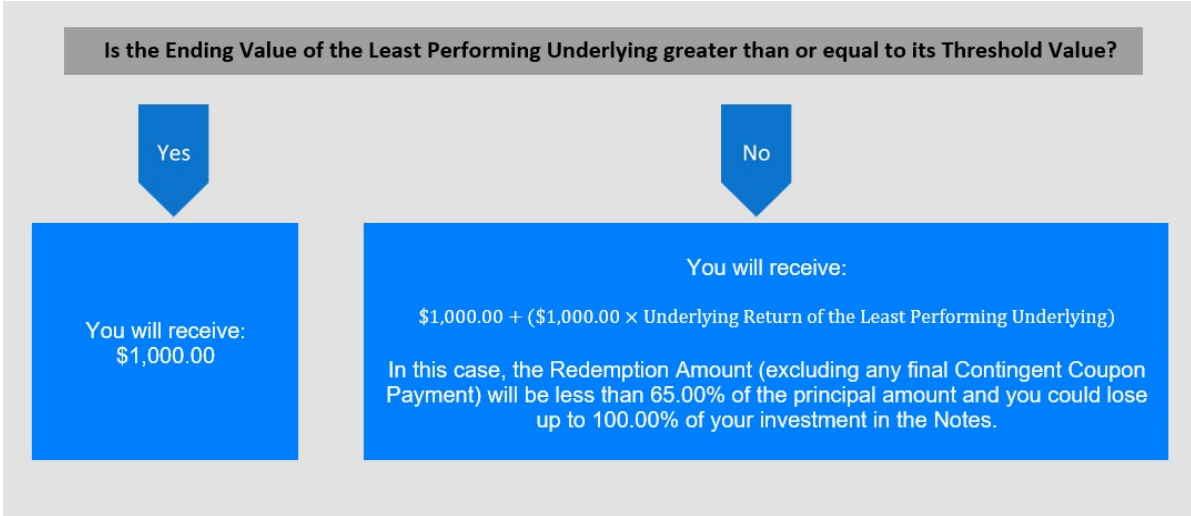 Is the Ending Value of the Least Performing Underlying greater than or equal to its Threshold Value?
Yes
No
You will receive:
$1,000.00
You will receive:
$1,000.00 + ($1,000.00 × Underlying Return of the Least Performing Underlying)
In this case, the Redemption Amount (excluding any final Contingent Coupon
Payment) will be less than 65.00% of the principal amount and you could lose
up to 100.00% of your investment in the Notes.